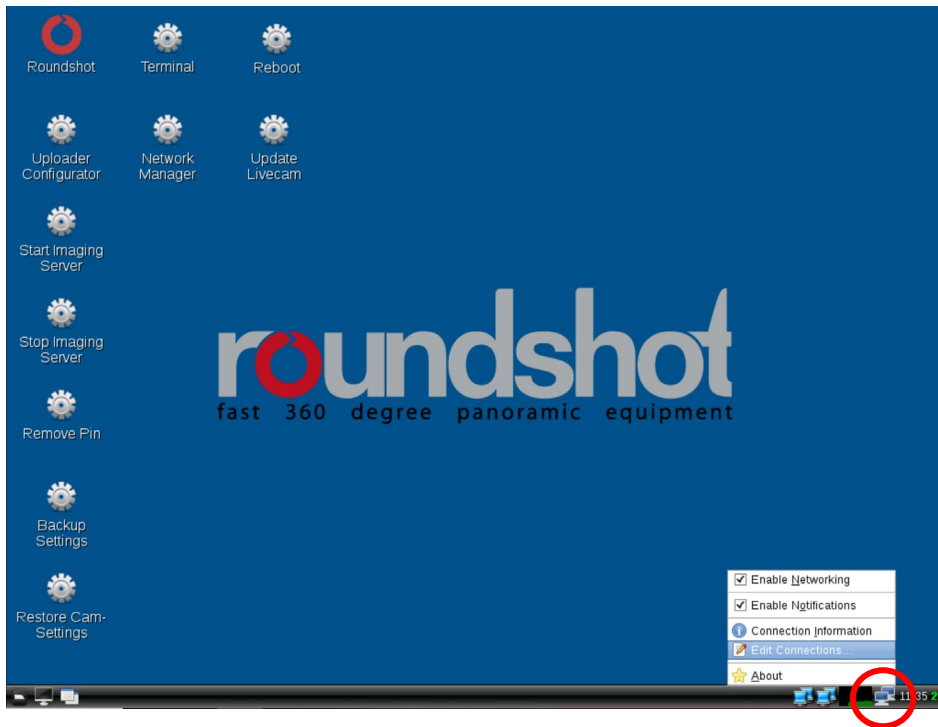 Roundshot
Terminal
Reboot
Uploader
Configurator
Network
Manager
Update
Livecam
Start Imaging
Server
Stop Imaging
Server
Remove Pin
Backup
Settings
Restore Cam-
Settings
roundshot
fast 360 degree panoramic equipment
Enable Networking
Enable Notifications
Connection Information
Edit Connections...
About
11:35 2